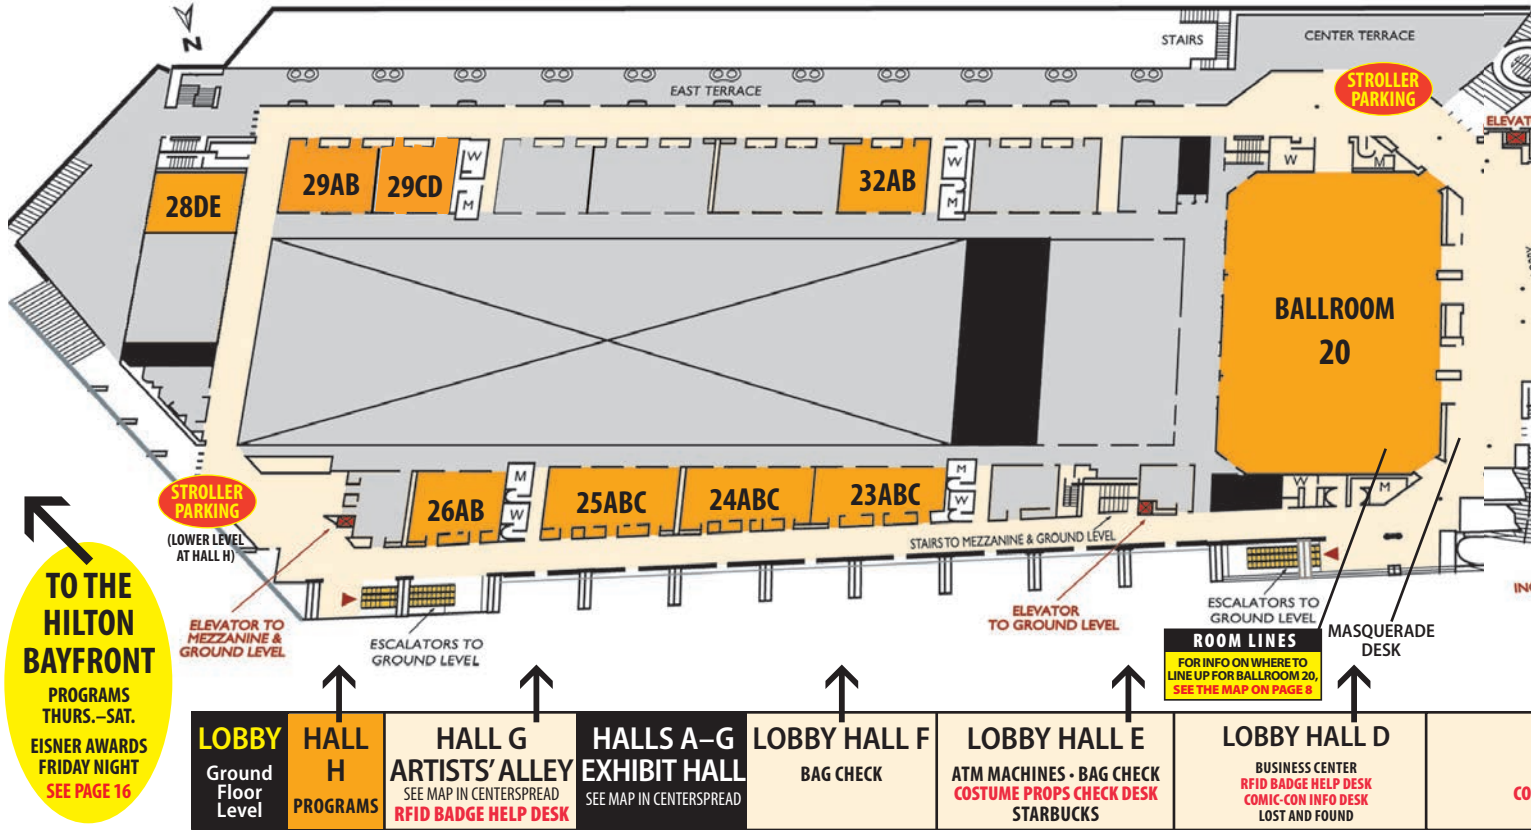 N
STAIRS
CENTER TERRACE
EAST TERRACE
STROLLER
PARKING
ELEVAT
28DE
29AB
29CD
W
M
32AB
W
M
W
M
BALLROOM
20
STROLLER
PARKING
(LOWER LEVEL
AT HALL H)
26AB
M
W
25ABC
24ABC
23ABC
M
W
W
M
STAIRS TO MEZZANINE & GROUND LEVEL
ELEVATOR TO
MEZZANINE &
GROUND LEVEL
ESCALATORS TO
GROUND LEVEL
ELEVATOR
TO GROUND LEVEL
ESCALATORS TO
GROUND LEVEL
MASQUERADE
DESK
ROOM LINES
FOR INFO ON WHERE TO
LINE UP FOR BALLROOM 20,
SEE THE MAP ON PAGE 8
TO THE
HILTON
BAYFRONT
PROGRAMS
THURS.–SAT.
EISNER AWARDS
FRIDAY NIGHT
SEE PAGE 16
LOBBY
Ground
Floor
Level
HALL
H
PROGRAMS
HALL G
ARTISTS' ALLEY
SEE MAP IN CENTERSPREAD
RFID BADGE HELP DESK
HALLS A–G
EXHIBIT HALL
SEE MAP IN CENTERSPREAD
LOBBY HALL F
BAG CHECK
LOBBY HALL E
ATM MACHINES • BAG CHECK
COSTUME PROPS CHECK DESK
STARBUCKS
LOBBY HALL D
BUSINESS CENTER
RFID BADGE HELP DESK
COMIC-CON INFO DESK
LOST AND FOUND
CO